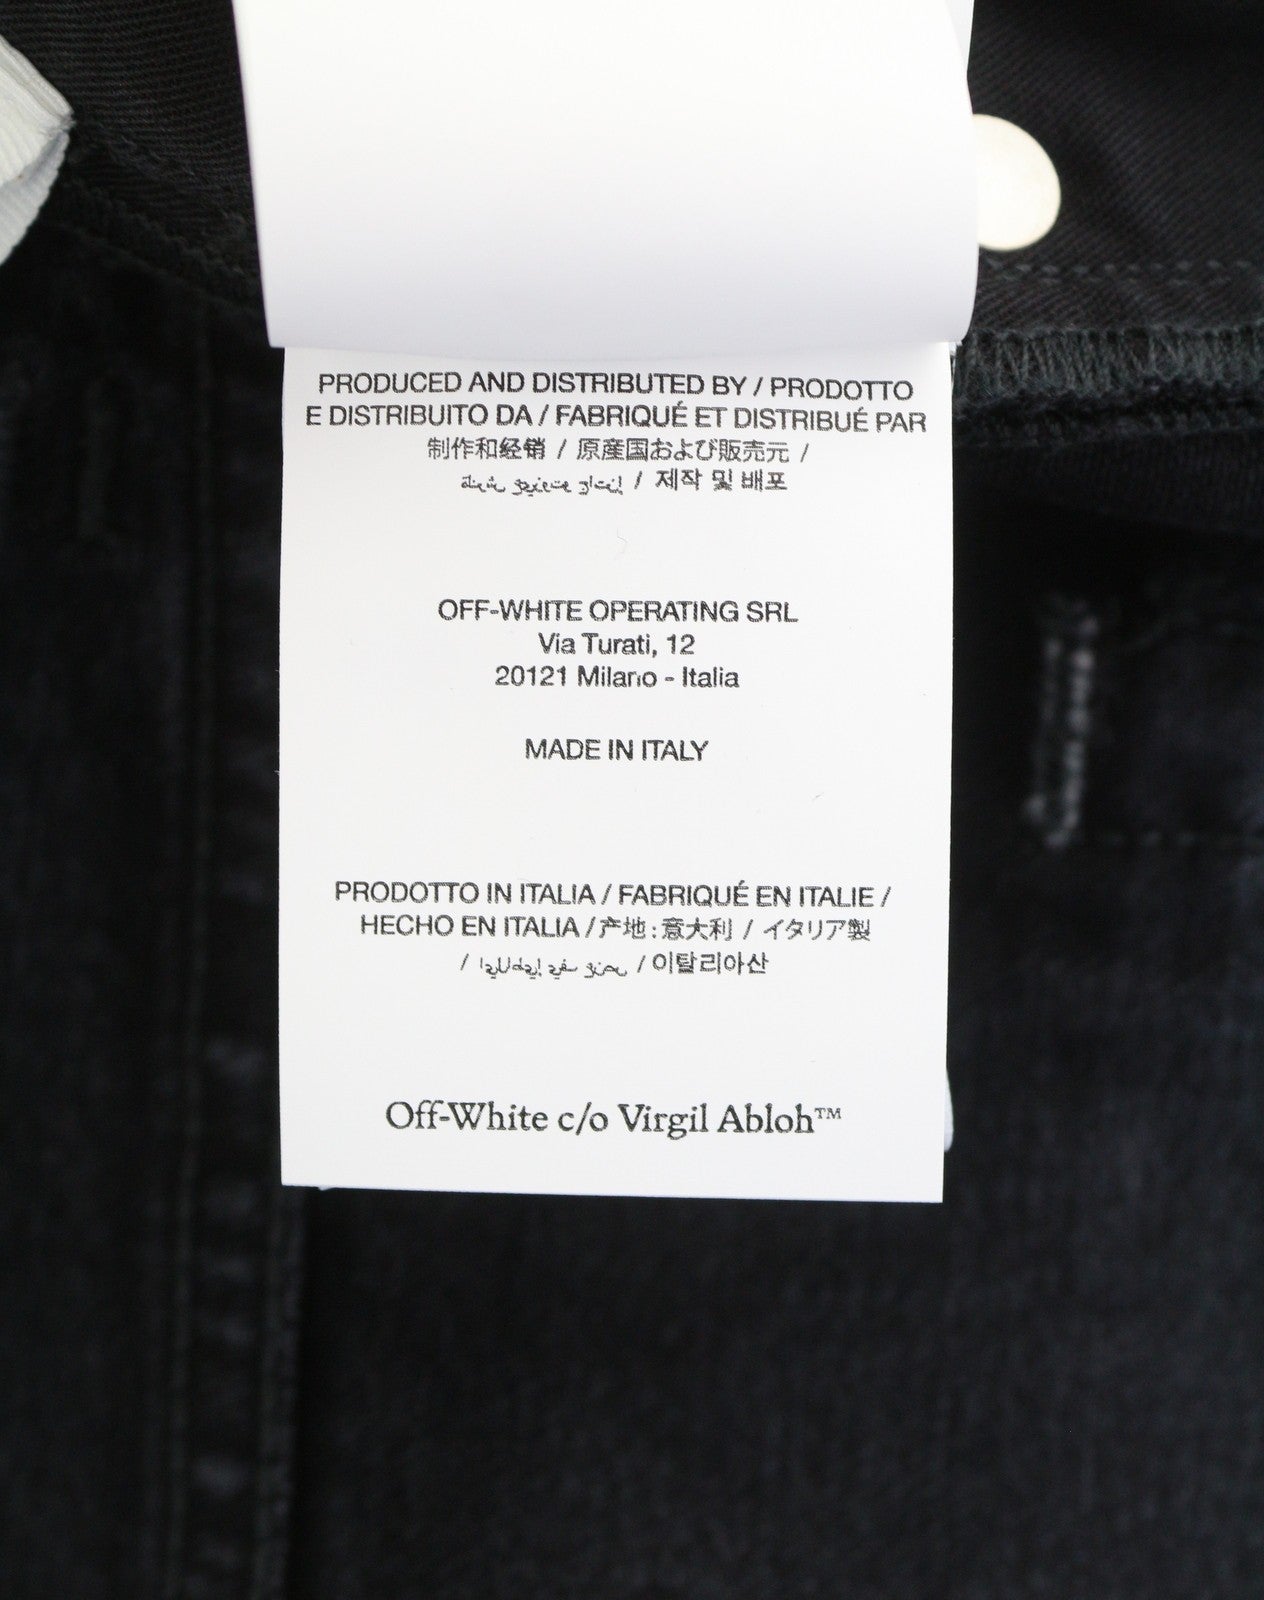 PRODUCED AND DISTRIBUTED BY / PRODOTTO
E DISTRIBUITO DA / FABRIQUÉ ET DISTRIBUÉ PAR
制作和经销 / 原産国および販売元 /
/ 제작 및 배포
OFF-WHITE OPERATING SRL
Via Turati, 12
20121 Milano - Italia
MADE IN ITALY
PRODOTTO IN ITALIA / FABRIQUÉ EN ITALIE /
HECHO EN ITALIA / 产地:意大利 / イタリア製
/ / 이탈리아산
Off-White c/o Virgil Abloh™